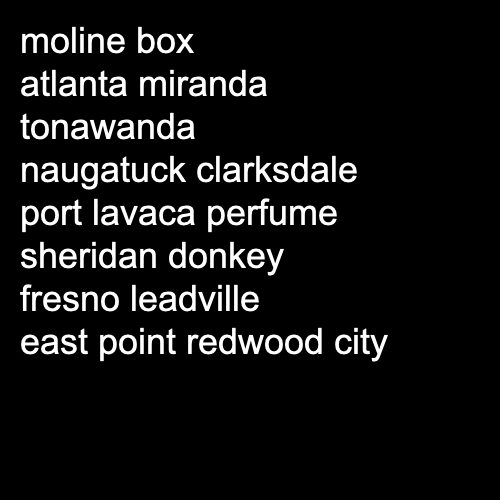 moline box
atlanta miranda
tonawanda
naugatuck clarksdale
port lavaca perfume
sheridan donkey
fresno leadville
east point redwood city